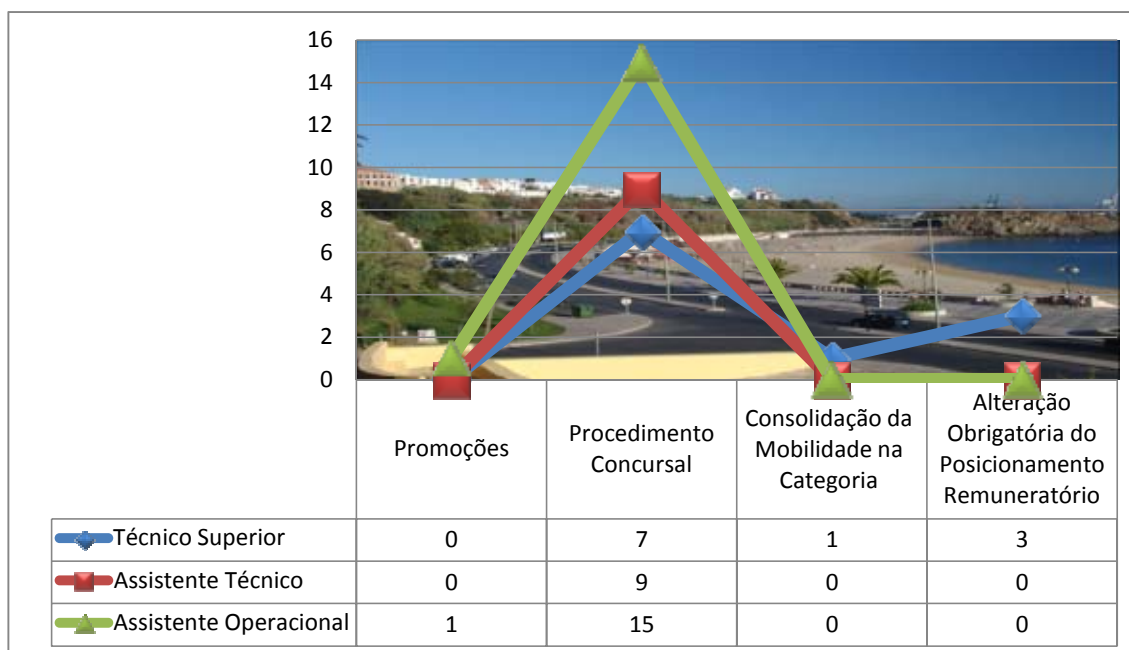 16
14
12
10
8
6
4
2
0
Promoções
Procedimento
Concursal
Consolidação da
Mobilidade na
Categoria
Alteração
Obrigatória do
Posicionamento
Remuneratório
Técnico Superior 0 7 1 3
Assistente Técnico 0 9 0 0
Assistente Operacional 1 15 0 0